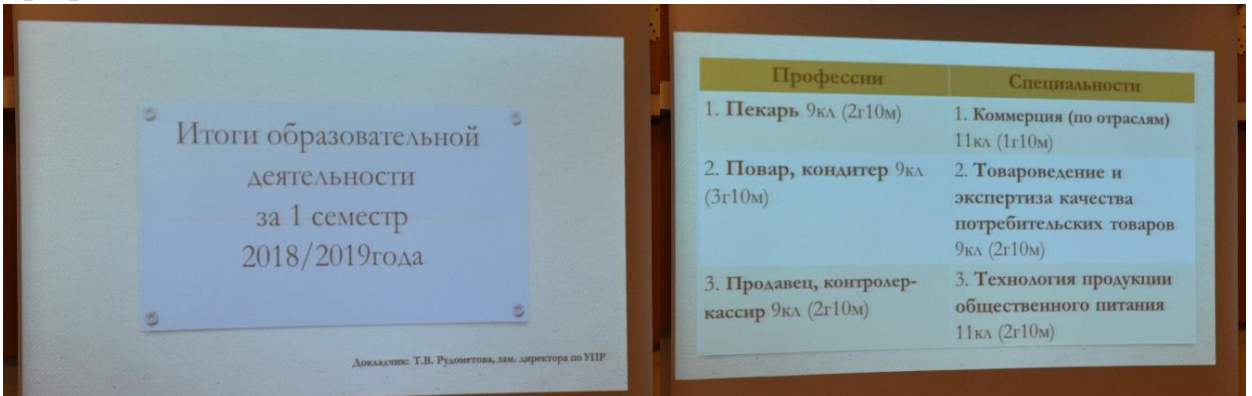 Итоги образовательной
деятельности
за 1 семестр
2018/2019года
Докладчик: Т.В. Рудометова, зам. директора по УПР
Профессии
Специальности
1. Пекарь 9кл (2г10м)
1. Коммерция (по отраслям)
11кл (1г10м)
2. Повар, кондитер 9кл
(3г10м)
2. Товароведение и
экспертиза качества
потребительских товаров
9кл (2г10м)
3. Продавец, контролер-
кассир 9кл (2г10м)
3. Технология продукции
общественного питания
11кл (2г10м)